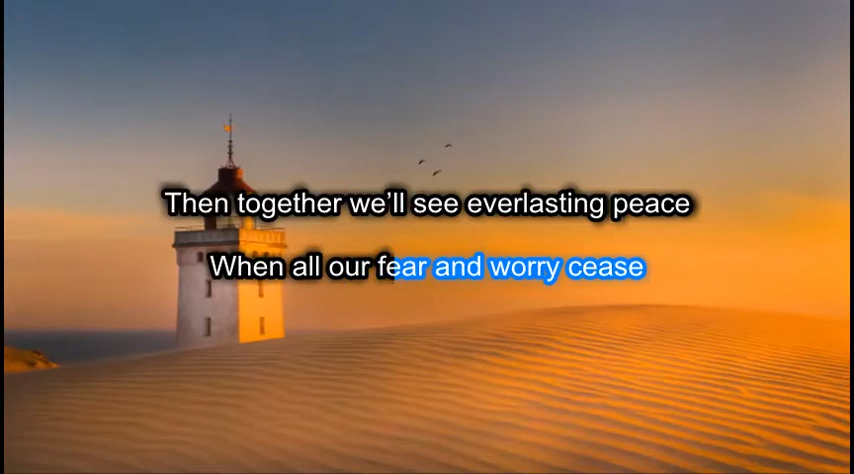 Then together we'll see everlasting peace
When all our fear and worry cease